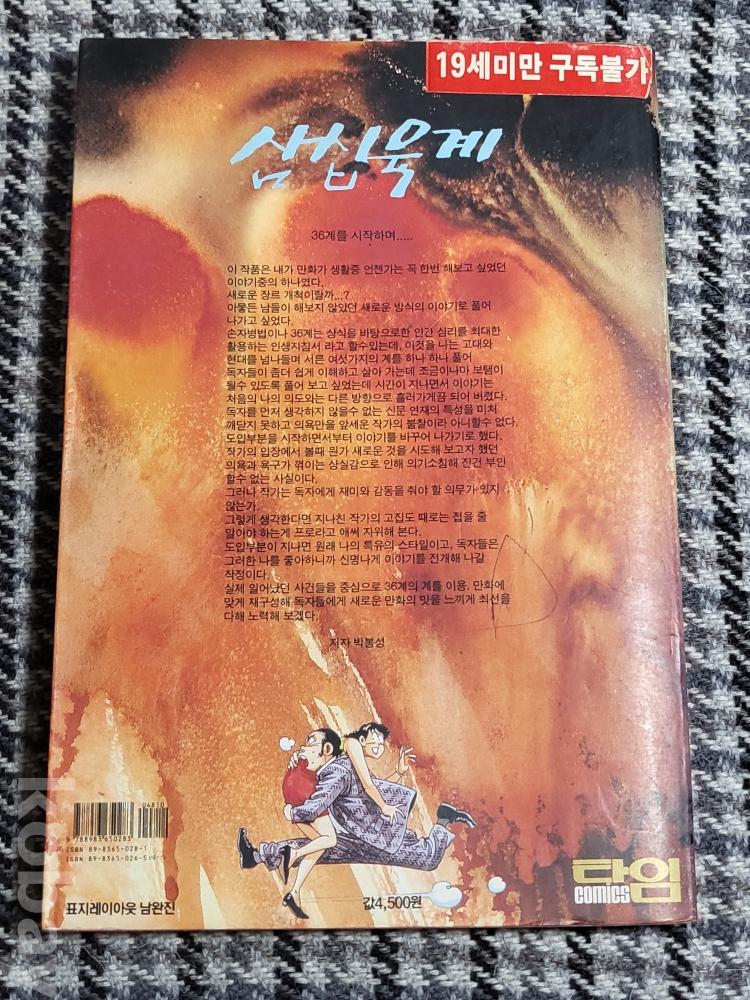 19세미만 구독불가
삼십육계
36계를 시작하며.....
이 작품은 내가 만화가 생활중 언젠가는 꼭 한번 해보고 싶었던
이야기중의 하나였다.
새로운 장르 개척이랄까...?
아뭏든 남들이 해보지 않았던 새로운 방식의 이야기로 풀어
나가고 싶었다.
손자병법이나 36계는 상식을 바탕으로한 인간 심리를 최대한
활용하는 인생지침서 라고 할수있는데, 이것을 나는 고대와
현대를 넘나들며 서른 여섯가지의 계를 하나 하나 풀어
독자들이 좀더 쉽게 이해하고 살아 가는데 조금이나마 보탬이
될수 있도록 풀어 보고 싶었는데 시간이 지나면서 이야기는
처음의 나의 의도와는 다른 방향으로 흘러가게끔 되어 버렸다.
독자를 먼저 생각하지 않을수 없는 신문 연재의 특성을 미처
깨닫지 못하고 의욕만을 앞세운 작가의 불찰이라 아니할수 없다.
도입부분을 시작하면서부터 이야기를 바꾸어 나가기로 했다.
작가의 입장에서 볼때 뭔가 새로운 것을 시도해 보고자 했던
의욕과 욕구가 꺾이는 상실감으로 인해 의기소침해 진건 부인
할수 없는 사실이다.
그러나 작가는 독자에게 재미와 감동을 줘야 할 의무가 있지
않는가.
그렇게 생각한다면 지나친 작가의 고집도 때로는 접을 줄
알아야 하는게 프로라고 애써 자위해 본다.
도입부분이 지나면 원래 나의 특유의 스타일이고, 독자들은
그러한 나를 좋아하니까 신명나게 이야기를 전개해 나갈
작정이다.
실제 일어났던 사건들을 중심으로 36계의 계를 이용, 만화에
맞게 재구성해 독자들에게 새로운 만화의 맛을 느끼게 최선을
다해 노력해 보겠다.
저자 박봉성
04810
9 788983 650283
ISBN 89-8365-028-1
ISBN 89-8365-026-5
표지레이아웃 남완진
값4,500원
타임
comics
kobay